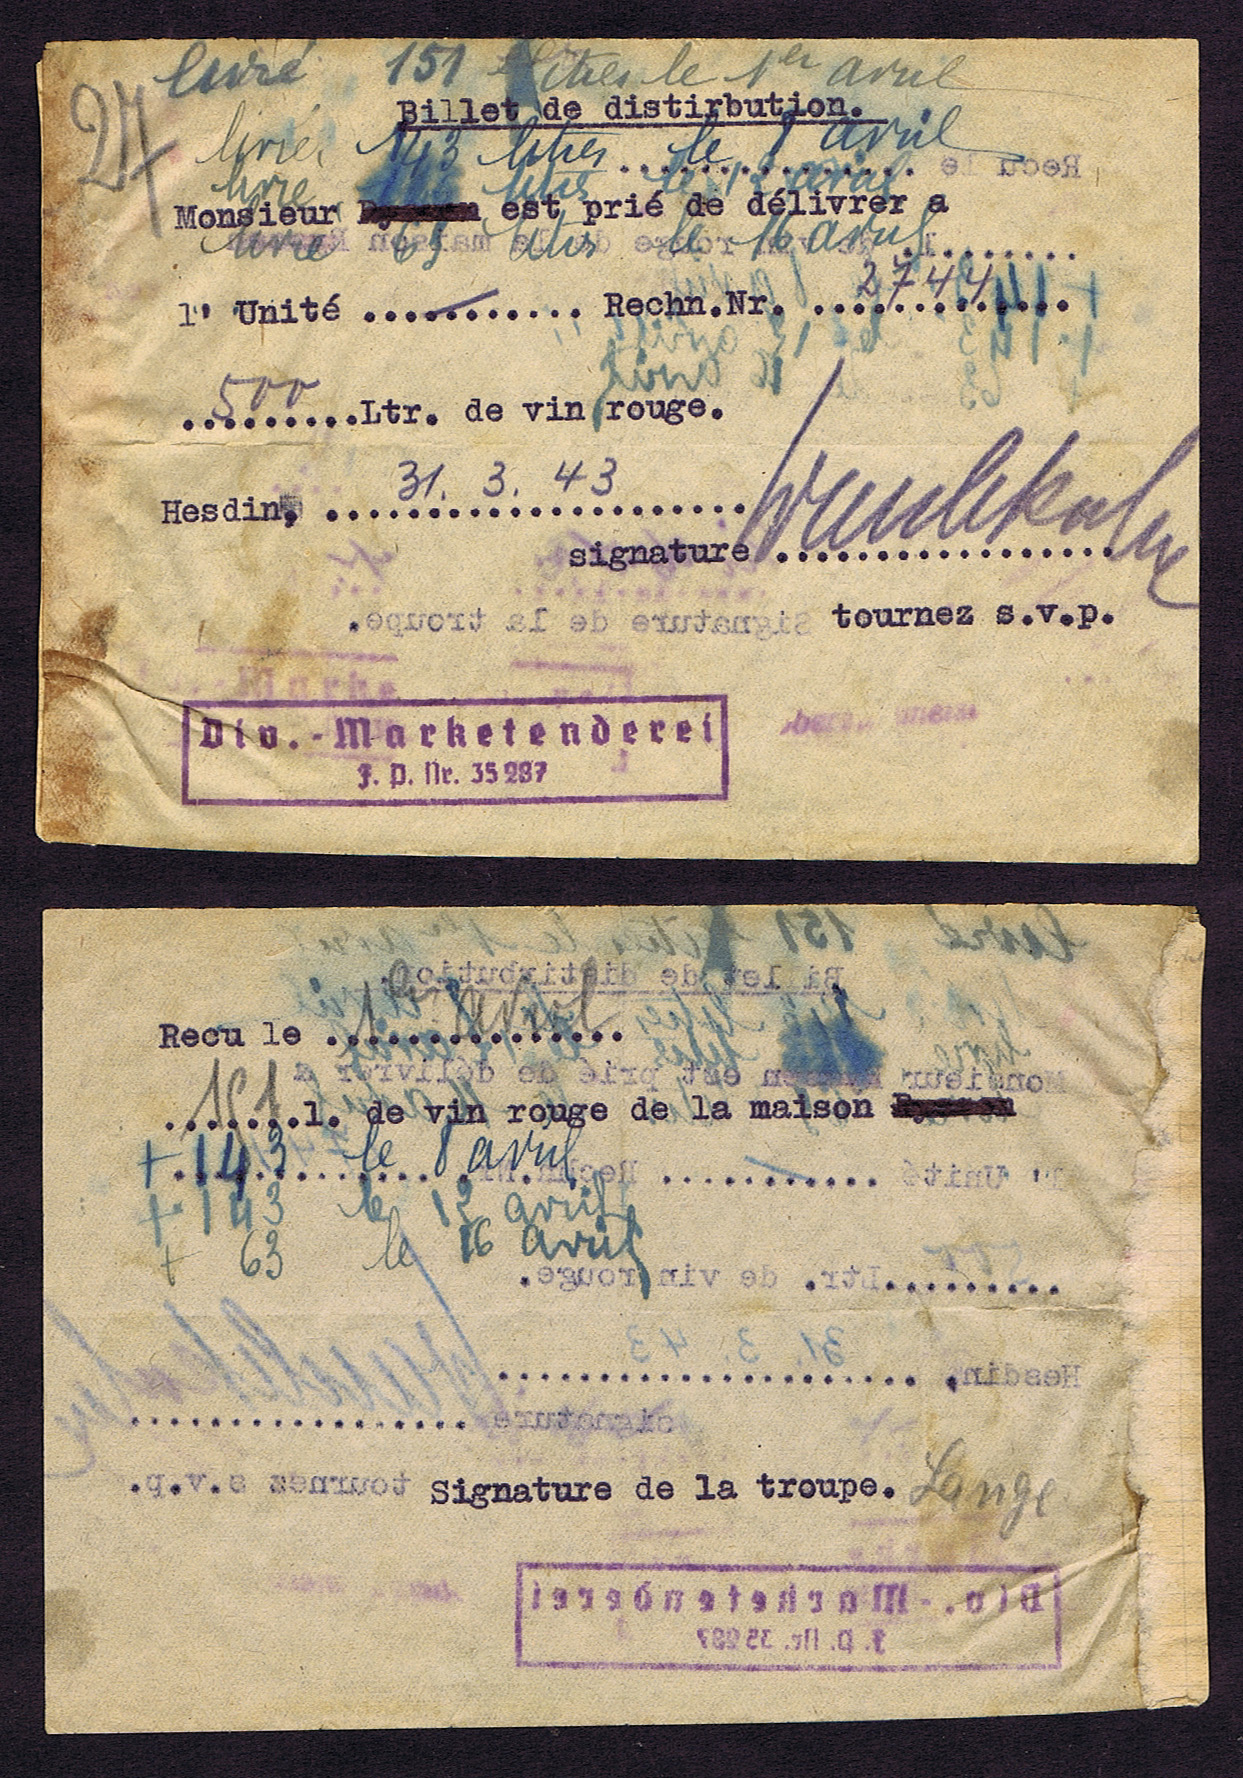 livré 151 litres le 1er avril
27
Billet de distirbution.
livré 143 litres le 8 avril
livré litres le 12 avril
Monsieur est prié de délivrer a
livré 63 litres le 16 avril
l' Unité ............ Rechn.Nr. 2744
500 Ltr. de vin rouge.
Hesdin, 31. 3. 43
signature
tournez s.v.p.
Div.-Marketenderei
F. P. Nr. 35 287
Recu le 1er avril
151 l. de vin rouge de la maison
+ 143 le 8 avril
+ 143 le 12 avril
+ 63 le 16 avril
Signature de la troupe. Lange